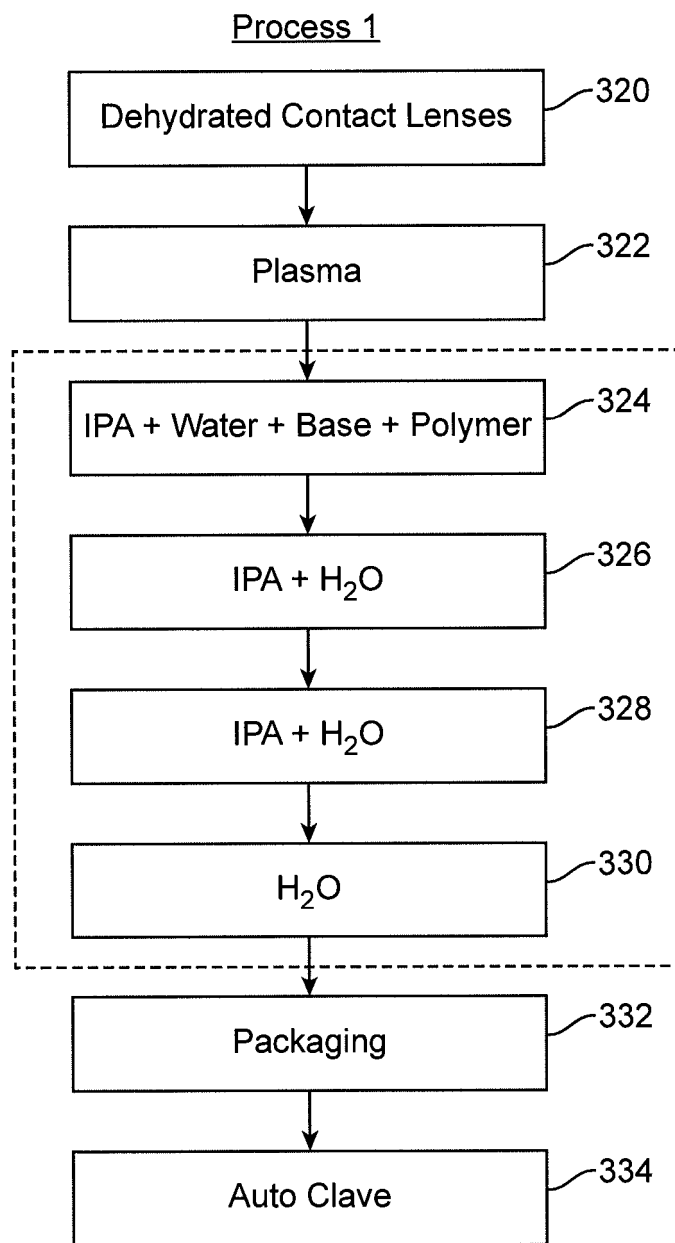 Process 1
320
Dehydrated Contact Lenses
322
Plasma
324
IPA + Water + Base + Polymer
326
IPA + H₂O
328
IPA + H₂O
330
H₂O
332
Packaging
334
Auto Clave